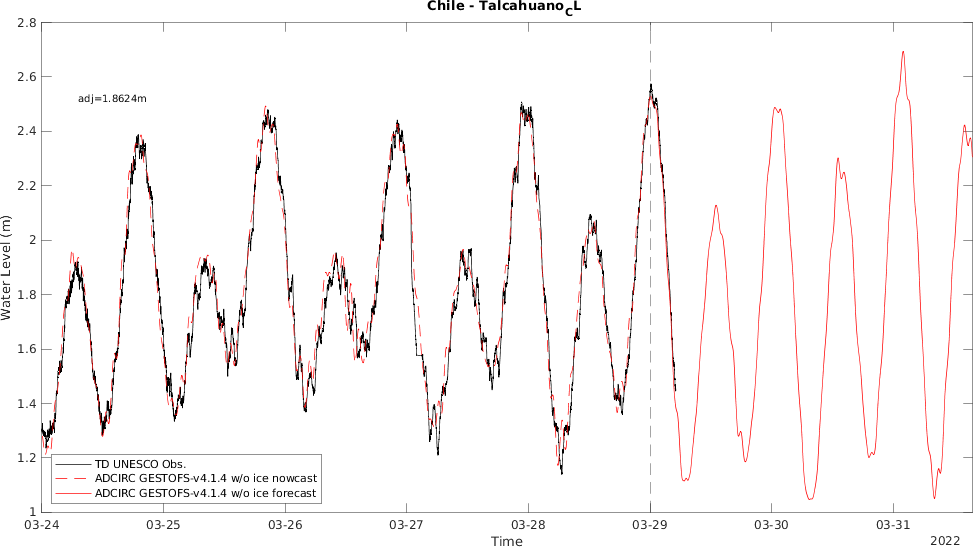 Chile - Talcahuano_CL
2.8
2.6
adj=1.8624m
2.4
2.2
2
Water Level (m)
1.8
1.6
1.4
1.2
TD UNESCO Obs.
ADCIRC GESTOFS-v4.1.4 w/o ice nowcast
ADCIRC GESTOFS-v4.1.4 w/o ice forecast
1
03-24 03-25 03-26 03-27 03-28 03-29 03-30 03-31
Time
2022